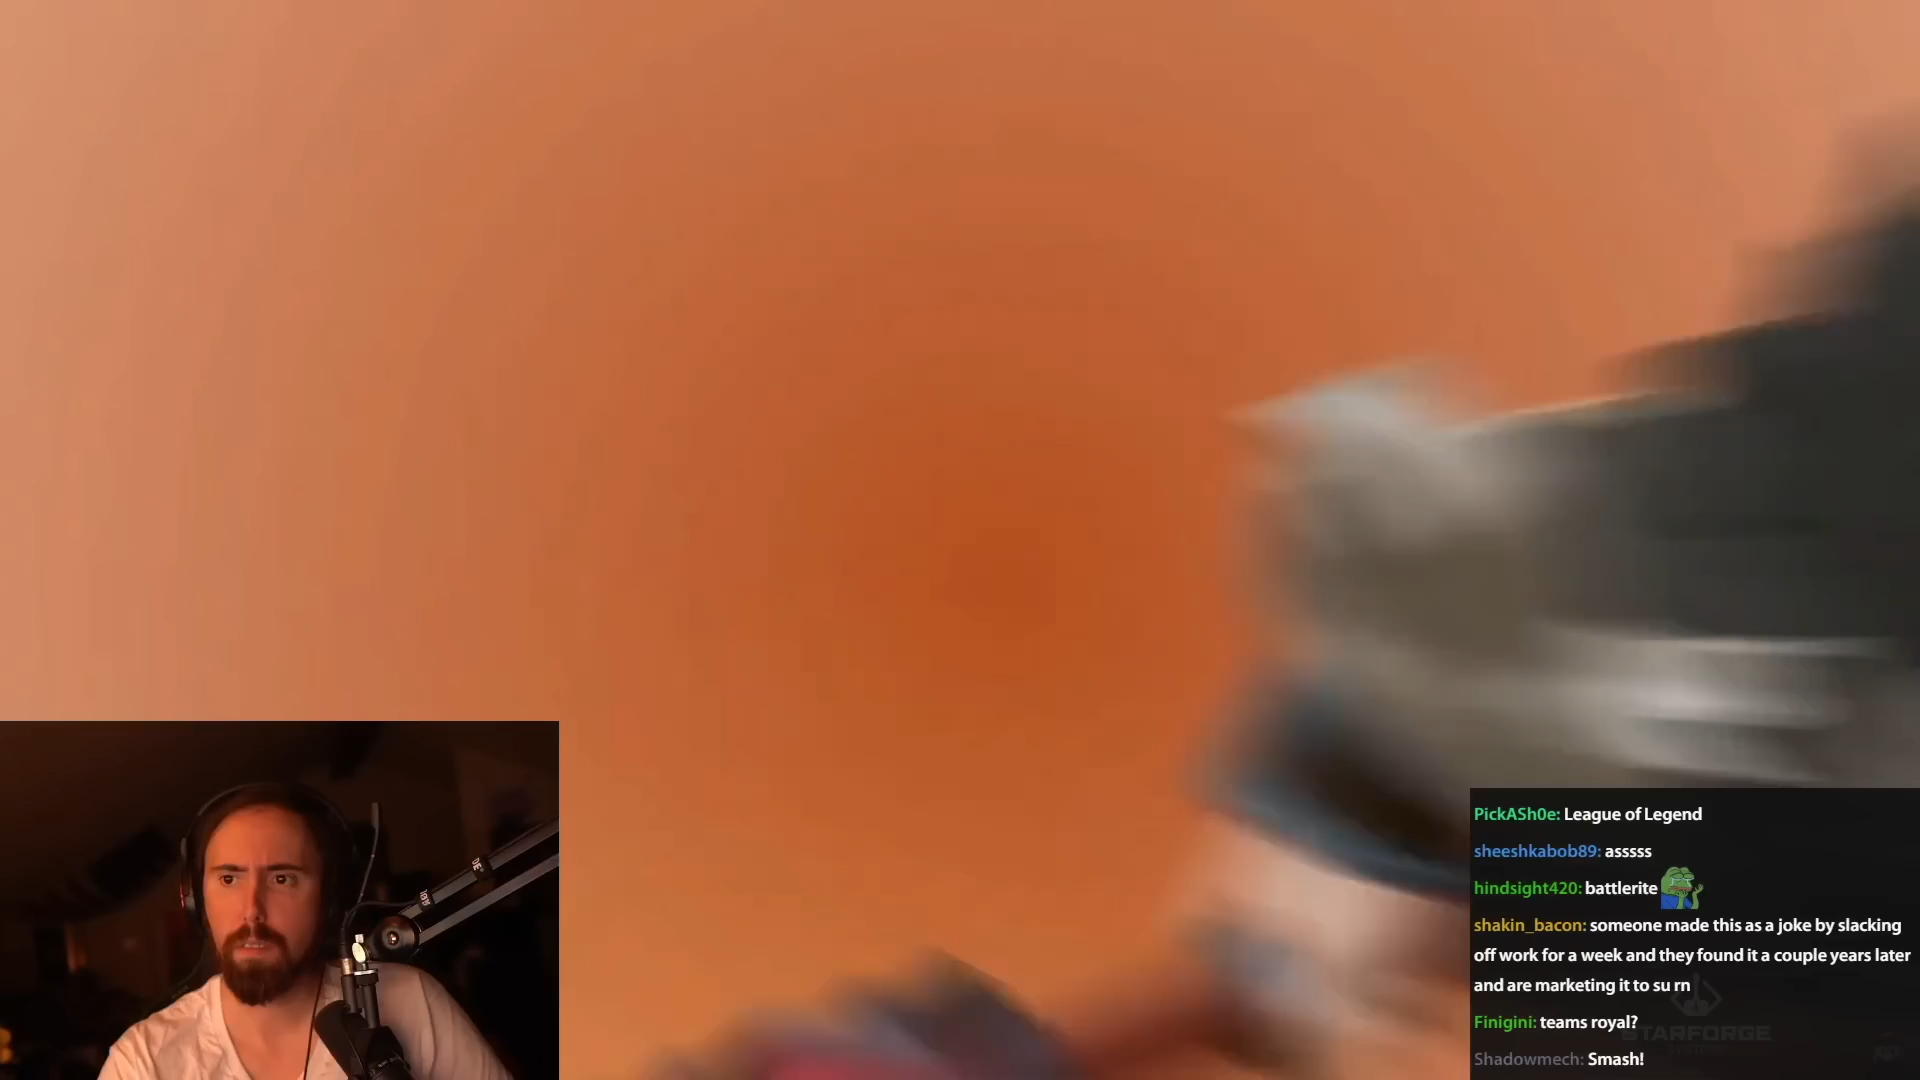 PickASh0e: League of Legend
sheeshkabob89: asssss
hindsight420: battlerite
shakin_bacon: someone made this as a joke by slacking
off work for a week and they found it a couple years later
and are marketing it to su rn
Finigini: teams royal?
STARFORGE
Shadowmech: Smash!